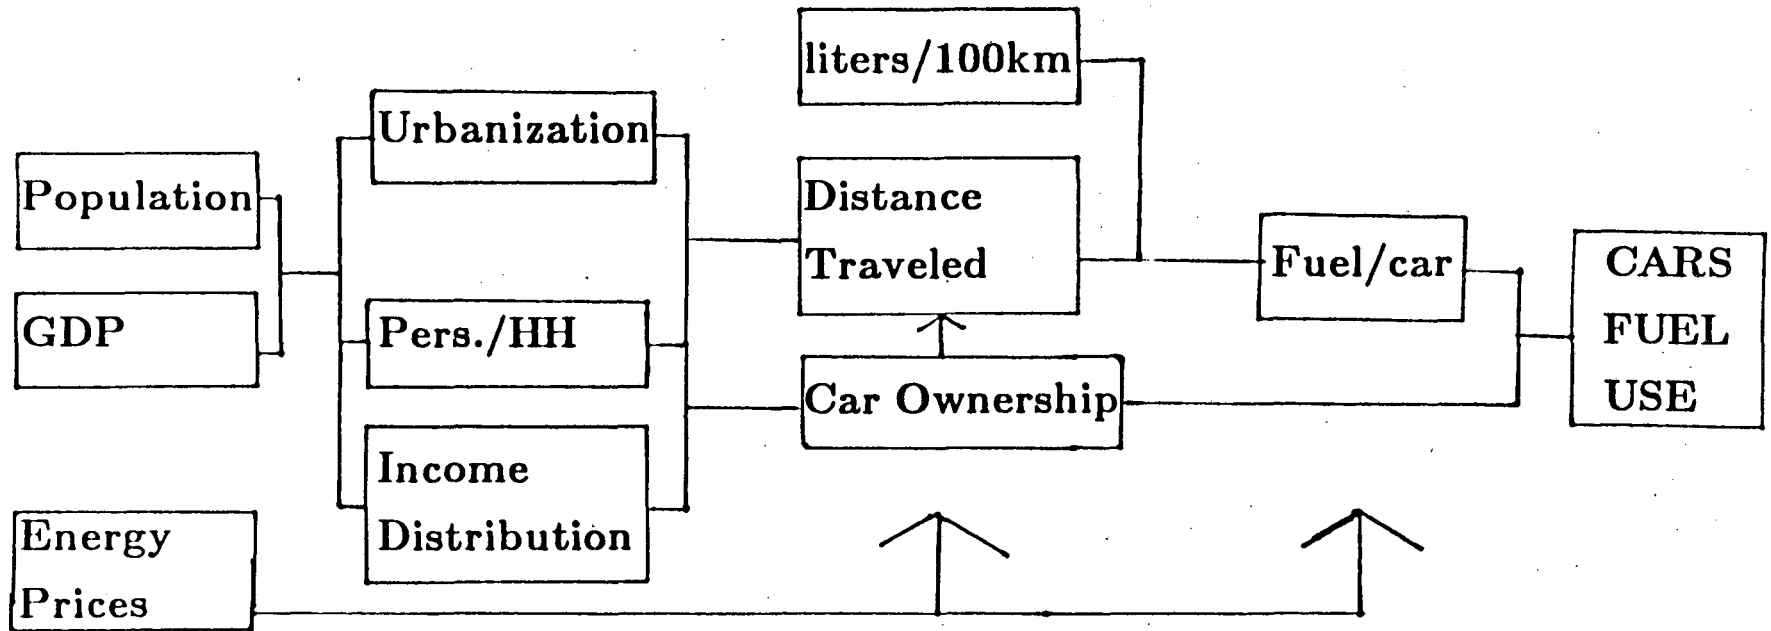 liters/100km
Urbanization
Population
Distance
Traveled
Fuel/car
CARS
FUEL
USE
GDP
Pers./HH
Car Ownership
Income
Distribution
Energy
Prices